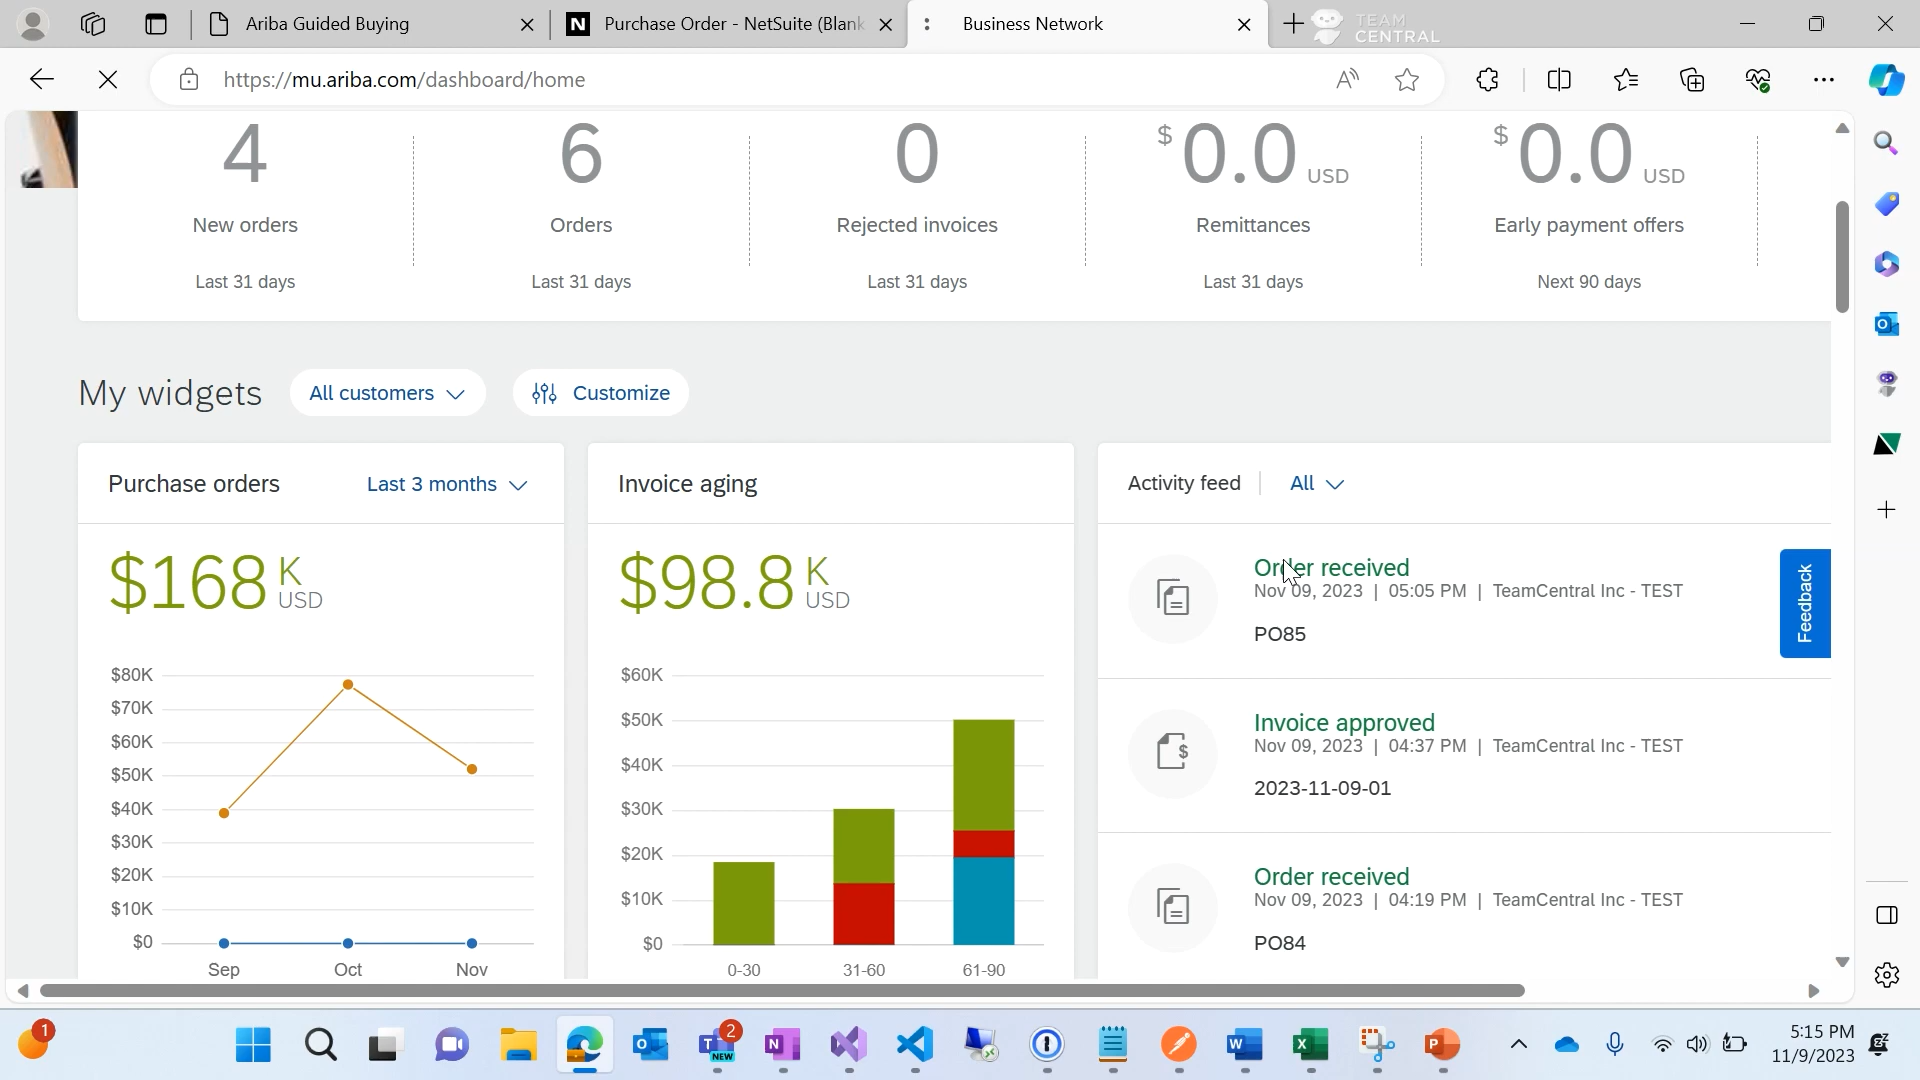 Ariba Guided Buying
N Purchase Order - NetSuite (Blank
Business Network
TEAM
CENTRAL
https://mu.ariba.com/dashboard/home
4
6
0
$ 0.0 USD
$ 0.0 USD
New orders
Orders
Rejected invoices
Remittances
Early payment offers
Last 31 days
Last 31 days
Last 31 days
Last 31 days
Next 90 days
My widgets
All customers
Customize
Purchase orders
Last 3 months
$168 K USD
$80K
$70K
$60K
$50K
$40K
$30K
$20K
$10K
$0
Sep Oct Nov
Invoice aging
$98.8 K USD
$60K
$50K
$40K
$30K
$20K
$10K
$0
0-30 31-60 61-90
Activity feed
All
Order received
Nov 09, 2023 | 05:05 PM | TeamCentral Inc - TEST
PO85
Invoice approved
Nov 09, 2023 | 04:37 PM | TeamCentral Inc - TEST
2023-11-09-01
Order received
Nov 09, 2023 | 04:19 PM | TeamCentral Inc - TEST
PO84
Feedback
1
2
NEW
5:15 PM
11/9/2023